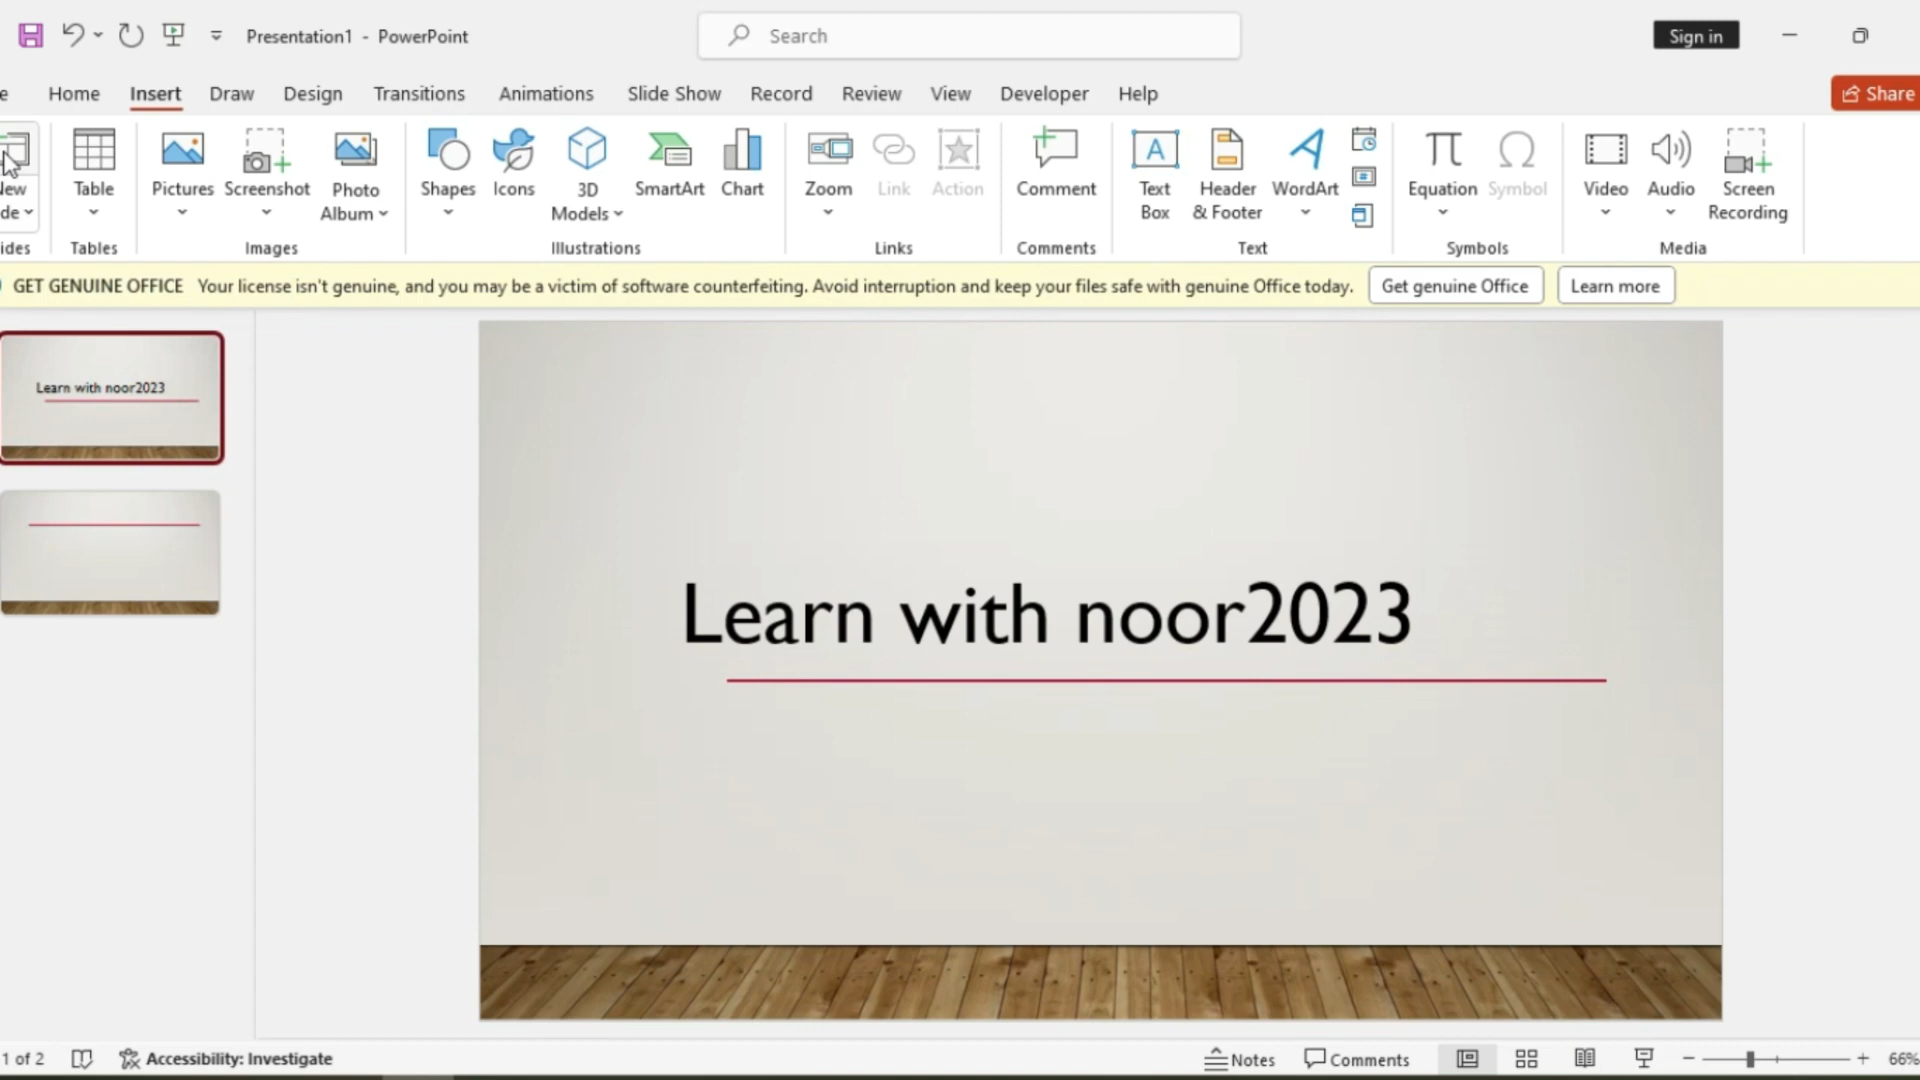 Presentation1 - PowerPoint
Search
Sign in
e Home Insert Draw Design Transitions Animations Slide Show Record Review View Developer Help
Share
New
de
ides
Table
Tables
Pictures
Screenshot
Photo
Album
Images
Shapes
Icons
3D
Models
SmartArt
Chart
Illustrations
Zoom
Link
Action
Links
Comment
Comments
Text
Box
Header
& Footer
WordArt
Text
Equation
Symbol
Symbols
Video
Audio
Screen
Recording
Media
GET GENUINE OFFICE Your license isn't genuine, and you may be a victim of software counterfeiting. Avoid interruption and keep your files safe with genuine Office today. Get genuine Office Learn more
Learn with noor2023
Learn with noor2023
1 of 2 Accessibility: Investigate Notes Comments 66%